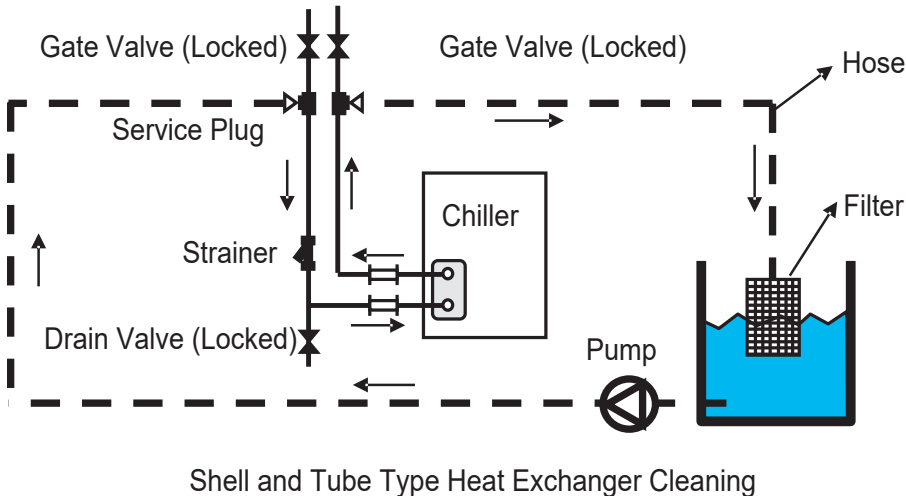 Gate Valve (Locked)
Gate Valve (Locked)
Hose
Service Plug
Chiller
Filter
Strainer
Drain Valve (Locked)
Pump
Shell and Tube Type Heat Exchanger Cleaning